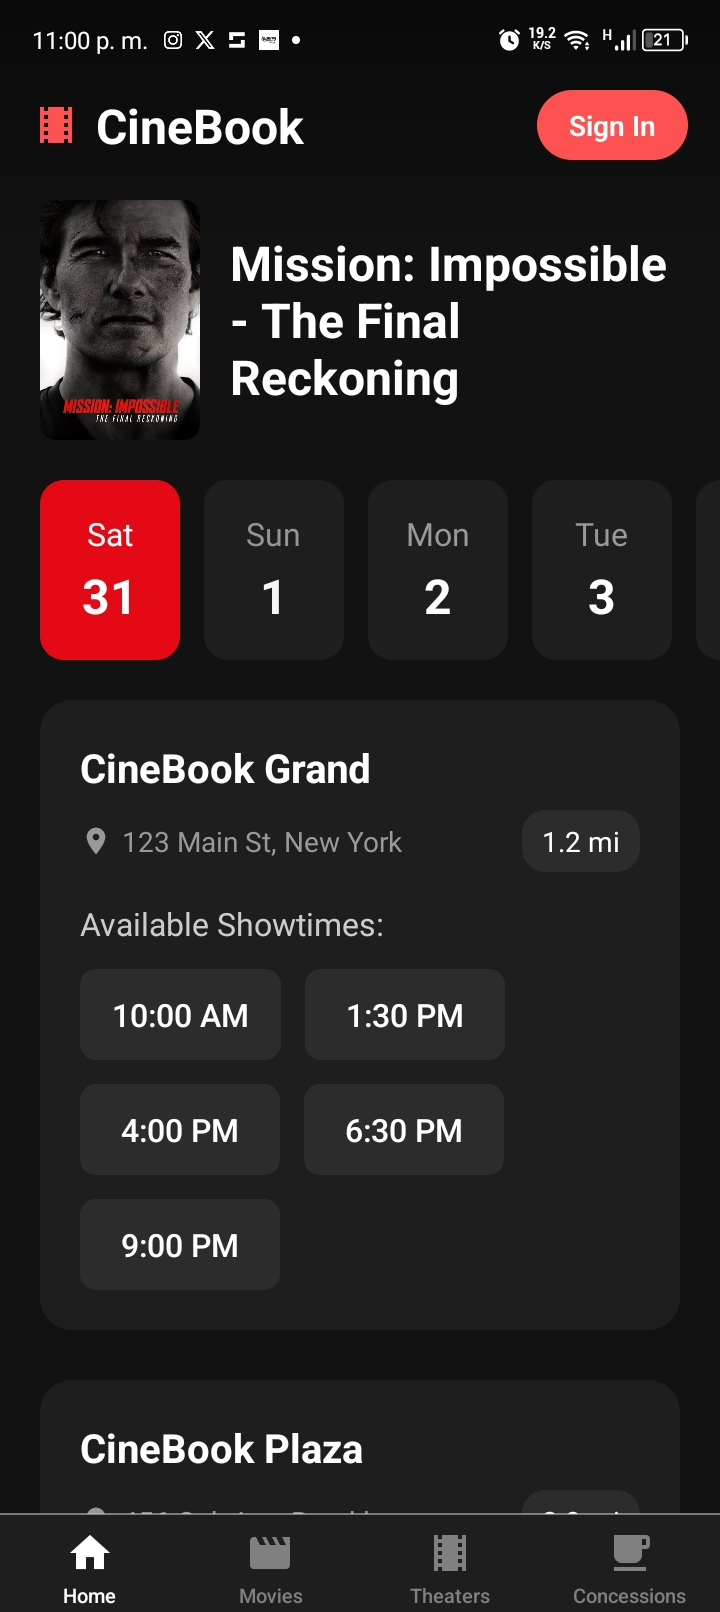 11:00 p. m.
19.2
K/S
H
21
CineBook
Sign In
MISSION: IMPOSSIBLE
THE FINAL RECKONING
Mission: Impossible
- The Final
Reckoning
Sat
31
Sun
1
Mon
2
Tue
3
CineBook Grand
123 Main St, New York
1.2 mi
Available Showtimes:
10:00 AM
1:30 PM
4:00 PM
6:30 PM
9:00 PM
CineBook Plaza
Home
Movies
Theaters
Concessions